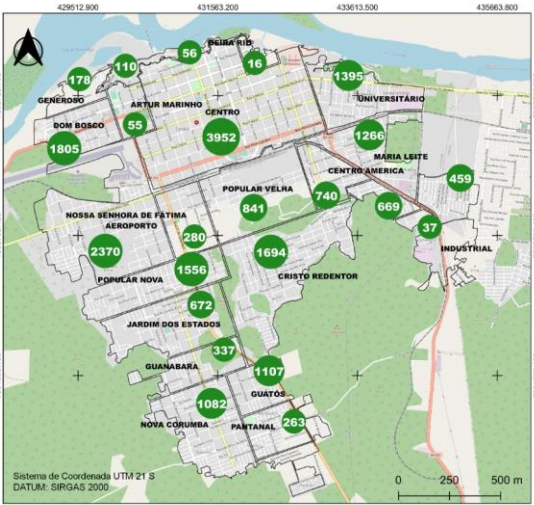 429512.900
431563.200
433613.500
435663.800
BEIRA RIO
56
110
16
178
1395
GENEROSO
ARTUR MARINHO
UNIVERSITÁRIO
CENTRO
DOM BOSCO
55
3952
1266
1805
MARIA LEITE
CENTRO AMERICA
459
POPULAR VELHA
740
841
669
NOSSA SENHORA DE FÁTIMA
AEROPORTO
37
280
2370
1694
INDUSTRIAL
1556
POPULAR NOVA
CRISTO REDENTOR
672
JARDIM DOS ESTADOS
337
GUANABARA
1107
GUATÓS
1082
NOVA CORUMBA
PANTANAL
263
Sistema de Coordenada UTM 21 S
DATUM: SIRGAS 2000
0 250 500 m